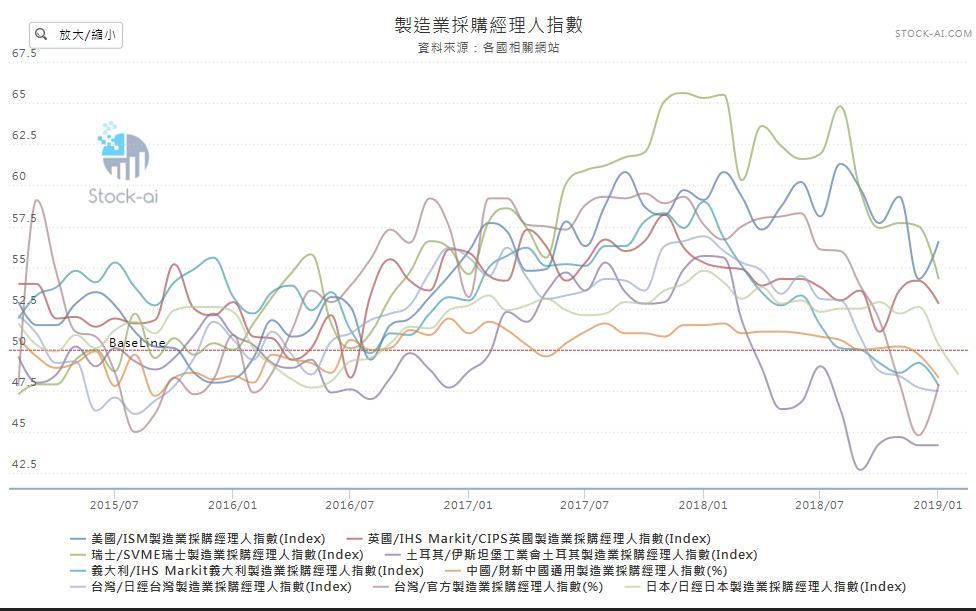 製造業採購經理人指數
資料來源：各國相關網站
放大/縮小
STOCK-AI.COM
67.5
65
62.5
60
57.5
55
52.5
50
47.5
45
42.5
Stock-ai
BaseLine
2015/07 2016/01 2016/07 2017/01 2017/07 2018/01 2018/07 2019/01
美國/ISM製造業採購經理人指數(Index) 英國/IHS Markit/CIPS英國製造業採購經理人指數(Index)
瑞士/SVME瑞士製造業採購經理人指數(Index) 土耳其/伊斯坦堡工業會土耳其製造業採購經理人指數(Index)
義大利/IHS Markit義大利製造業採購經理人指數(Index) 中國/財新中國通用製造業採購經理人指數(%)
台灣/日經台灣製造業採購經理人指數(Index) 台灣/官方製造業採購經理人指數(%) 日本/日經日本製造業採購經理人指數(Index)